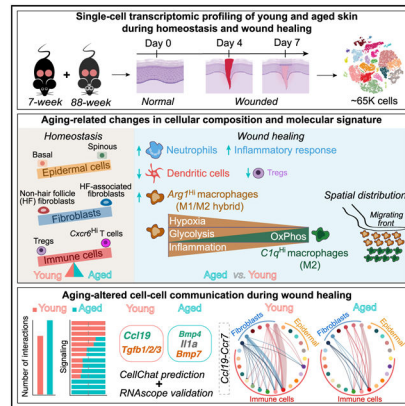 Single-cell transcriptomic profiling of young and aged skin
during homeostasis and wound healing
Day 0
Day 4
Day 7
7-week
88-week
Normal
Wounded
~65K cells
Aging-related changes in cellular composition and molecular signature
Homeostasis
Basal
Spinous
Epidermal cells
Non-hair follicle
(HF) fibroblasts
HF-associated
fibroblasts
Fibroblasts
Cxcr6Hi
T cells
Tregs
Immune cells
Young
Aged
Wound healing
Neutrophils
Inflammatory response
Dendritic cells
Tregs
Arg1Hi macrophages
(M1/M2 hybrid)
Hypoxia
Glycolysis
Inflammation
OxPhos
C1qHi
macrophages
(M2)
Aged vs. Young
Spatial distribution
Migrating
front
Aging-altered cell-cell communication during wound healing
Young
Aged
Number of interactions
Signaling
Young
Aged
Ccl19
Tgfb1/2/3
Bmp4
Il1a
Bmp7
CellChat prediction
+
RNAscope validation
Ccl19-Ccr7
Young
Fibroblasts
Epidermal
Immune cells
Aged
Fibroblasts
Epidermal
Immune cells